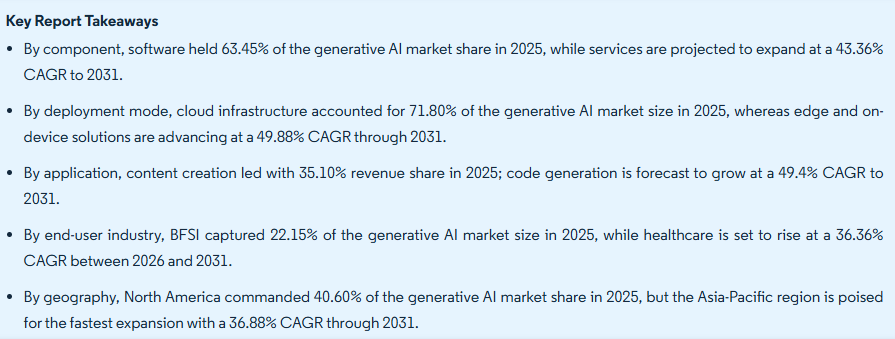 Key Report Takeaways
• By component, software held 63.45% of the generative AI market share in 2025, while services are projected to expand at a 43.36%
CAGR to 2031.
• By deployment mode, cloud infrastructure accounted for 71.80% of the generative AI market size in 2025, whereas edge and on-
device solutions are advancing at a 49.88% CAGR through 2031.
• By application, content creation led with 35.10% revenue share in 2025; code generation is forecast to grow at a 49.4% CAGR to
2031.
• By end-user industry, BFSI captured 22.15% of the generative AI market size in 2025, while healthcare is set to rise at a 36.36%
CAGR between 2026 and 2031.
• By geography, North America commanded 40.60% of the generative AI market share in 2025, but the Asia-Pacific region is poised
for the fastest expansion with a 36.88% CAGR through 2031.